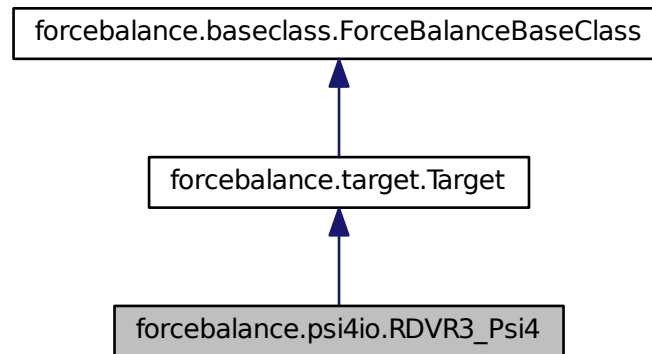 forcebalance.baseclass.ForceBalanceBaseClass
forcebalance.target.Target
forcebalance.psi4io.RDVR3_Psi4